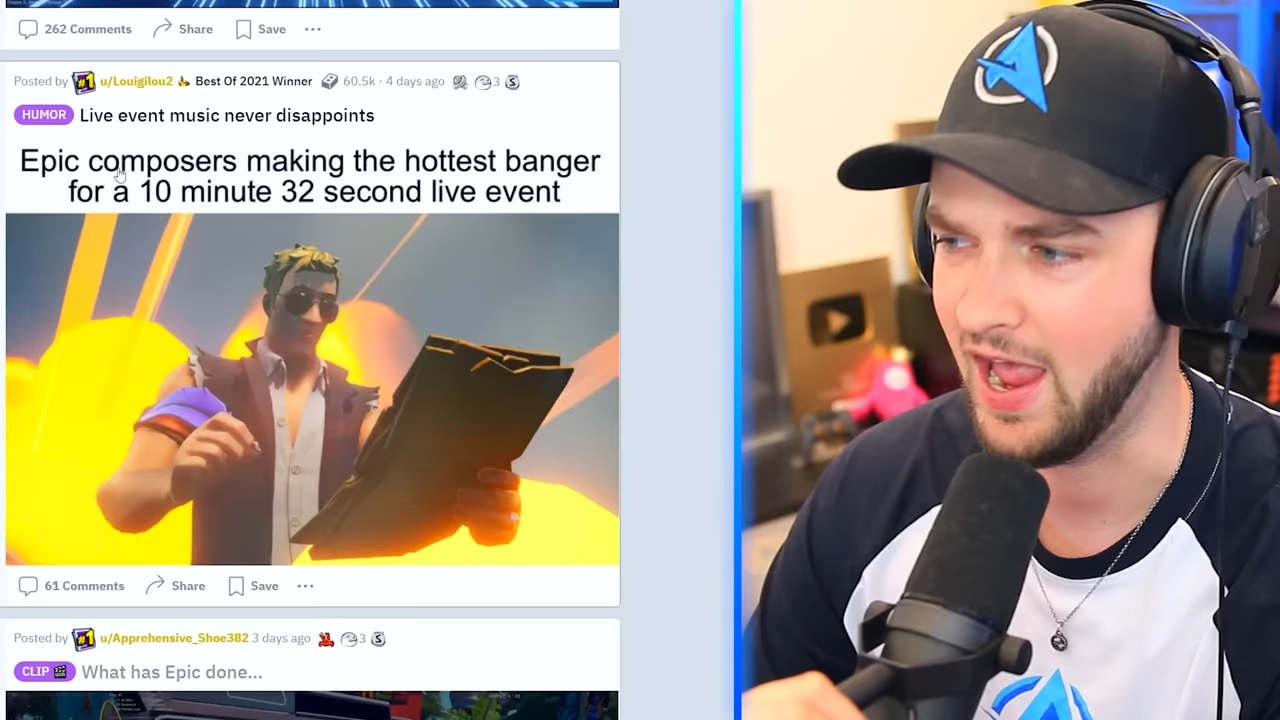 262 Comments Share Save
Posted by u/Louigilou2 Best Of 2021 Winner 60.5k · 4 days ago 3
HUMOR Live event music never disappoints
Epic composers making the hottest banger
for a 10 minute 32 second live event
61 Comments Share Save
Posted by #1 u/Apprehensive_Shoe382 3 days ago 3
CLIP What has Epic done...